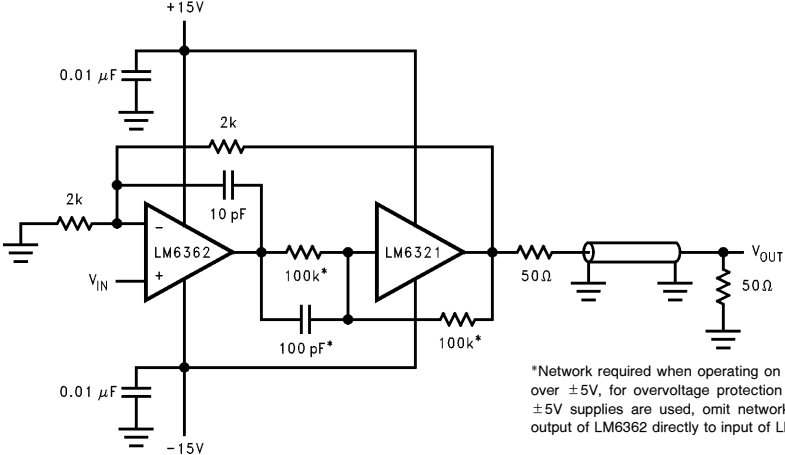 +15V
0.01 μF
2k
2k
10 pF
−
LM6362
+
V_IN
100k*
100 pF*
LM6321
100k*
50Ω
V_OUT
50Ω
0.01 μF
−15V
*Network required when operating on
over ±5V, for overvoltage protection
±5V supplies are used, omit
output of LM6362 directly to input of